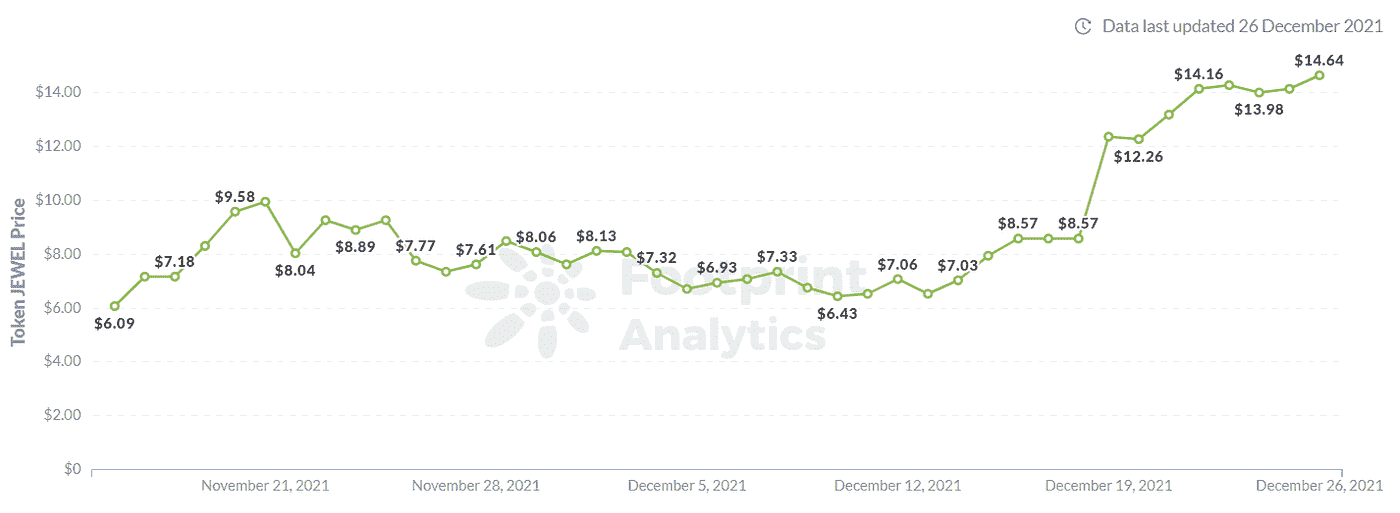 Data last updated 26 December 2021
Token JEWEL Price
$14.00
$12.00
$10.00
$8.00
$6.00
$4.00
$2.00
$0
$6.09
$7.18
$9.58
$8.04
$8.89
$7.77
$7.61
$8.06
$8.13
$7.32
$6.93
$7.33
$6.43
$7.06
$7.03
$8.57
$8.57
$12.26
$14.16
$13.98
$14.64
Footprint
Analytics
November 21, 2021
November 28, 2021
December 5, 2021
December 12, 2021
December 19, 2021
December 26, 2021